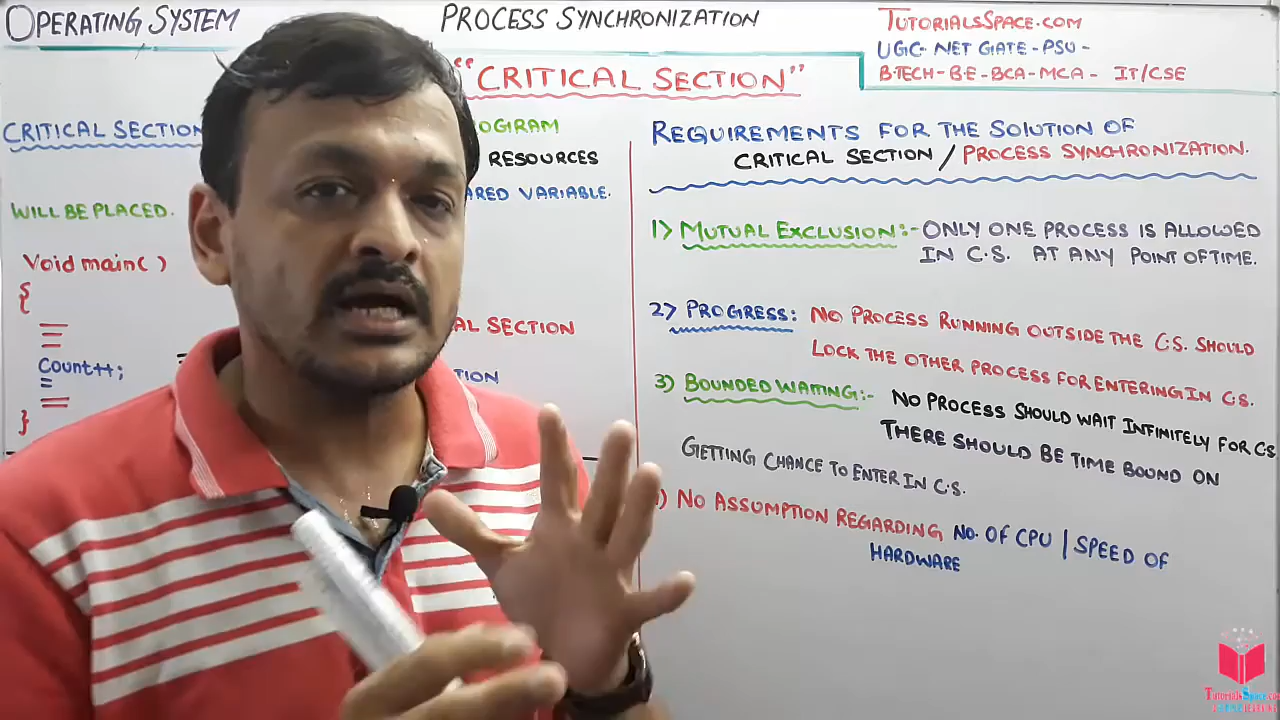 OPERATING SYSTEM
PROCESS SYNCHRONIZATION
TUTORIALSSPACE.COM
UGC-NET GATE-PSU-
B.TECH-B.E-BCA-MCA- IT/CSE
"CRITICAL SECTION"
CRITICAL SECTION
OGRAM
RESOURCES
ARED VARIABLE.
WILL BE PLACED.
Void main()
{
Count++;
}
AL SECTION
TION
REQUIREMENTS FOR THE SOLUTION OF
CRITICAL SECTION / PROCESS SYNCHRONIZATION.
1) MUTUAL EXCLUSION:- ONLY ONE PROCESS IS ALLOWED
IN C.S. AT ANY POINT OF TIME.
2) PROGRESS: NO PROCESS RUNNING OUTSIDE THE C.S. SHOULD
LOCK THE OTHER PROCESS FOR ENTERING IN C.S.
3) BOUNDED WAITING:- NO PROCESS SHOULD WAIT INFINITELY FOR CS
THERE SHOULD BE TIME BOUND ON
GETTING CHANCE TO ENTER IN C.S.
) NO ASSUMPTION REGARDING NO. OF CPU | SPEED OF
HARDWARE